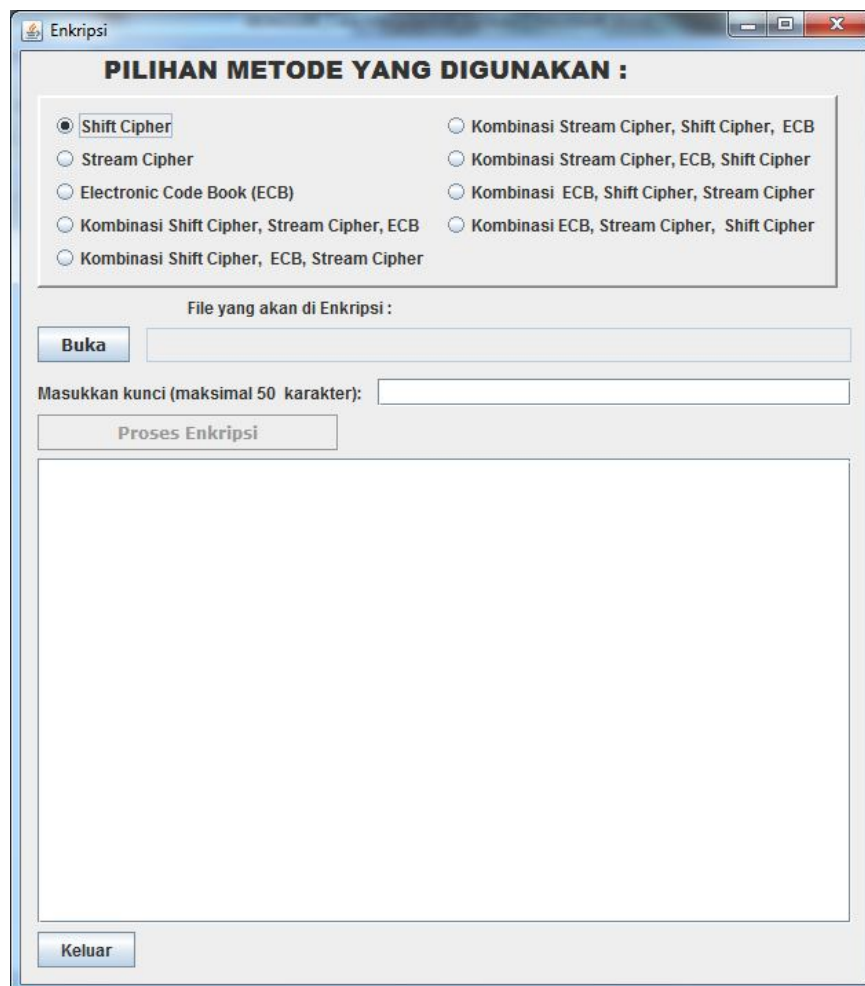 Enkripsi
PILIHAN METODE YANG DIGUNAKAN :
Shift Cipher
Stream Cipher
Electronic Code Book (ECB)
Kombinasi Shift Cipher, Stream Cipher, ECB
Kombinasi Shift Cipher, ECB, Stream Cipher
Kombinasi Stream Cipher, Shift Cipher, ECB
Kombinasi Stream Cipher, ECB, Shift Cipher
Kombinasi ECB, Shift Cipher, Stream Cipher
Kombinasi ECB, Stream Cipher, Shift Cipher
File yang akan di Enkripsi :
Buka
Masukkan kunci (maksimal 50 karakter):
Proses Enkripsi
Keluar